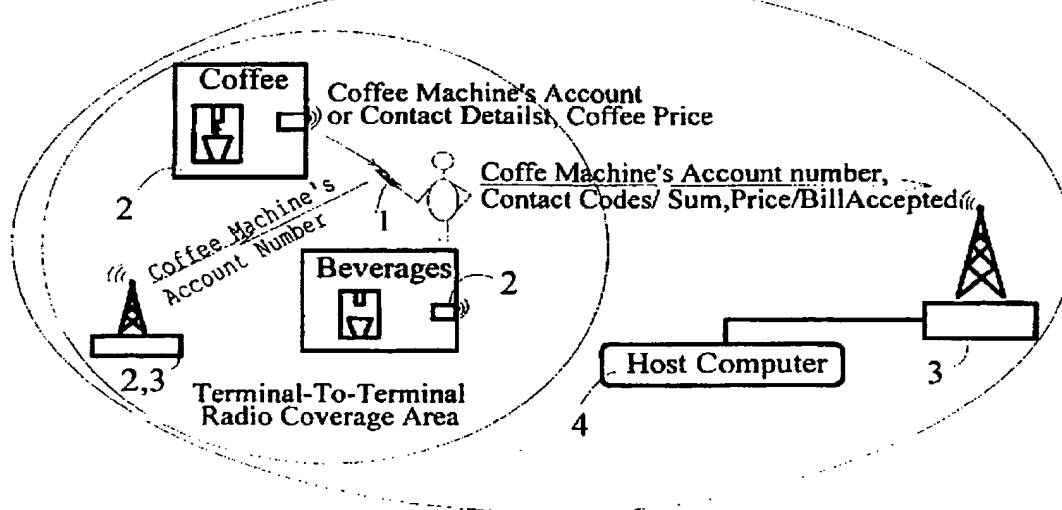 Coffee
Coffee Machine's Account
or Contact Detailst, Coffee Price
2
Coffe Machine's Account number,
Contact Codes/ Sum,Price/BillAccepted
1
Coffee Machine's
Account Number
Beverages
2
2,3
Terminal-To-Terminal
Radio Coverage Area
Host Computer
3
4